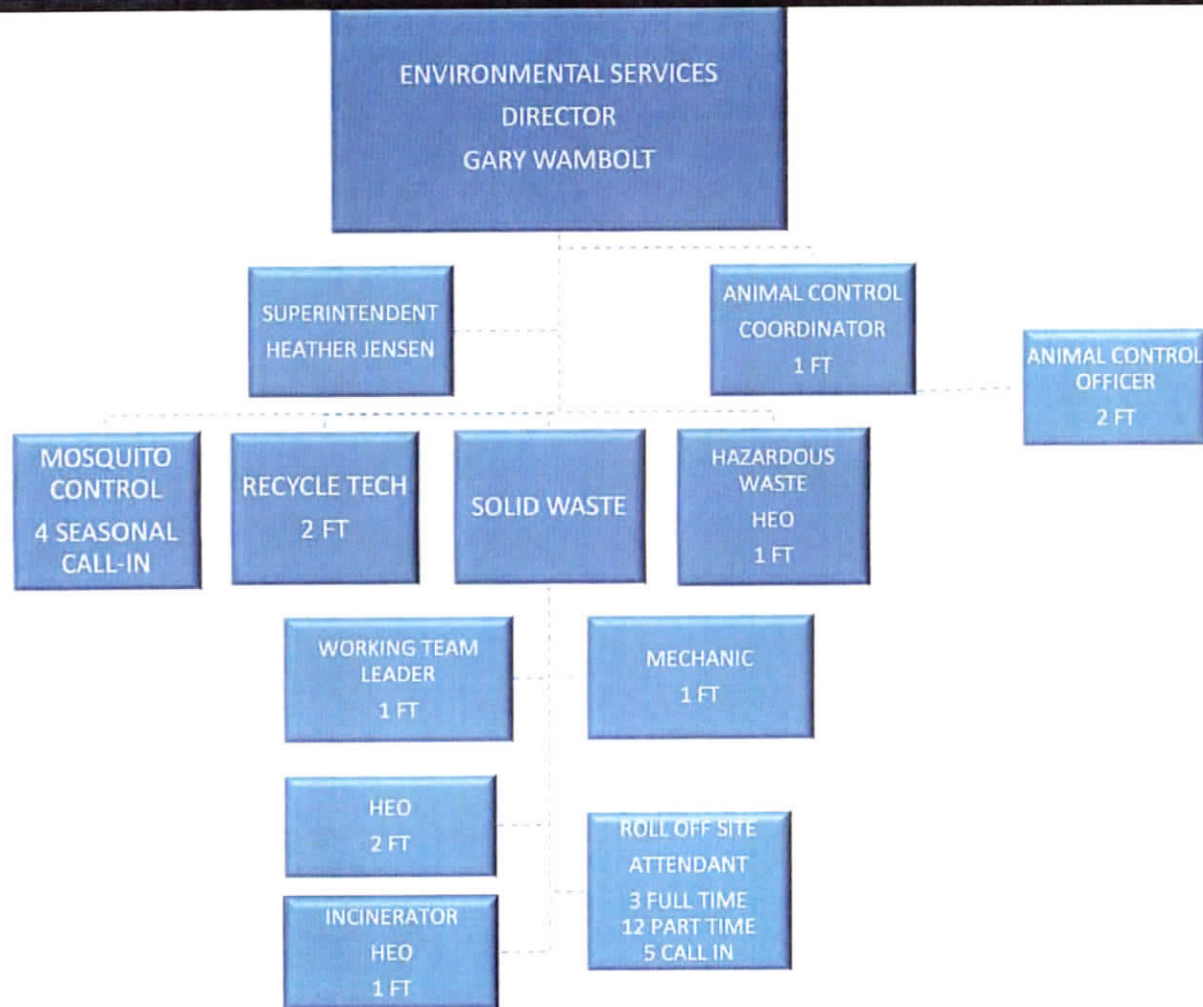 ENVIRONMENTAL SERVICES
DIRECTOR
GARY WAMBOLT
SUPERINTENDENT
HEATHER JENSEN
ANIMAL CONTROL
COORDINATOR
1 FT
ANIMAL CONTROL
OFFICER
2 FT
MOSQUITO
CONTROL
4 SEASONAL
CALL-IN
RECYCLE TECH
2 FT
SOLID WASTE
HAZARDOUS
WASTE
HEO
1 FT
WORKING TEAM
LEADER
1 FT
MECHANIC
1 FT
HEO
2 FT
ROLL OFF SITE
ATTENDANT
3 FULL TIME
12 PART TIME
5 CALL IN
INCINERATOR
HEO
1 FT